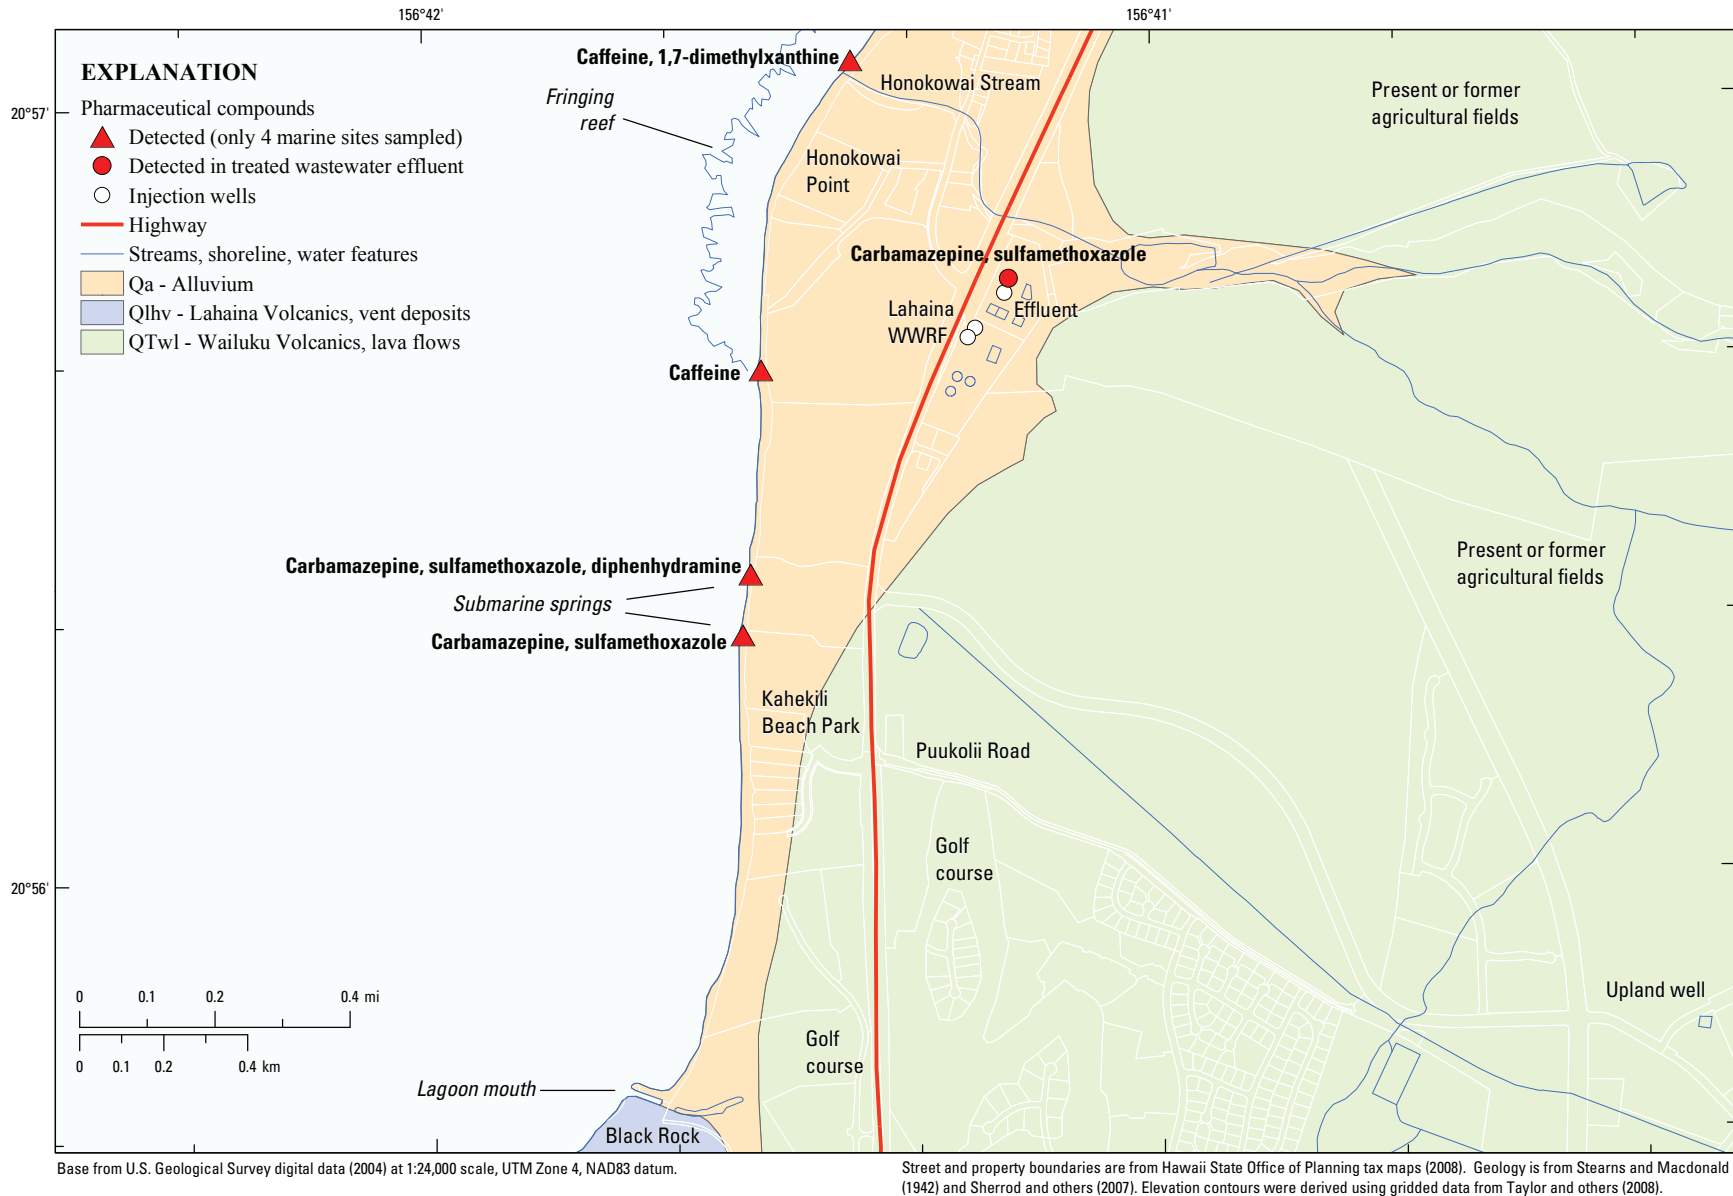 156°42'
156°41'
20°57'
20°56'
EXPLANATION
Pharmaceutical compounds
Detected (only 4 marine sites sampled)
Detected in treated wastewater effluent
Injection wells
Highway
Streams, shoreline, water features
Qa - Alluvium
Qlhv - Lahaina Volcanics, vent deposits
QTwl - Wailuku Volcanics, lava flows
Caffeine, 1,7-dimethylxanthine
Honokowai Stream
Fringing
reef
Present or former
agricultural fields
Honokowai
Point
Carbamazepine, sulfamethoxazole
Lahaina
WWRF
Effluent
Caffeine
Carbamazepine, sulfamethoxazole, diphenhydramine
Submarine springs
Carbamazepine, sulfamethoxazole
Present or former
agricultural fields
Kahekili
Beach Park
Puukolii Road
Golf
course
Upland well
Golf
course
0 0.1 0.2 0.4 mi
0 0.1 0.2 0.4 km
Lagoon mouth
Black Rock
Base from U.S. Geological Survey digital data (2004) at 1:24,000 scale, UTM Zone 4, NAD83 datum.
Street and property boundaries are from Hawaii State Office of Planning tax maps (2008). Geology is from Stearns and Macdonald
(1942) and Sherrod and others (2007). Elevation contours were derived using gridded data from Taylor and others (2008).